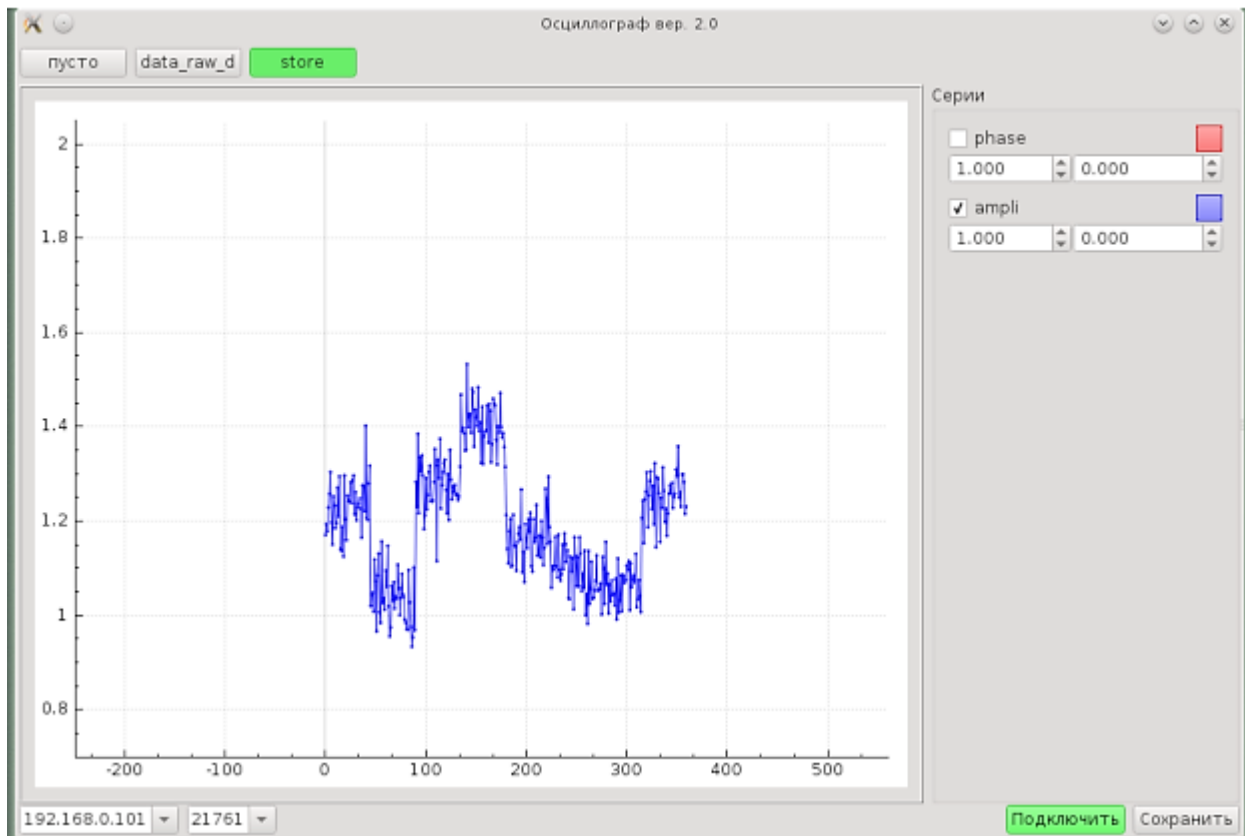 Осциллограф вер. 2.0
пусто data_raw_d store
Серии
phase
1.000 0.000
ampli
1.000 0.000
2
1.8
1.6
1.4
1.2
1
0.8
-200 -100 0 100 200 300 400 500
192.168.0.101 21761 Подключить Сохранить